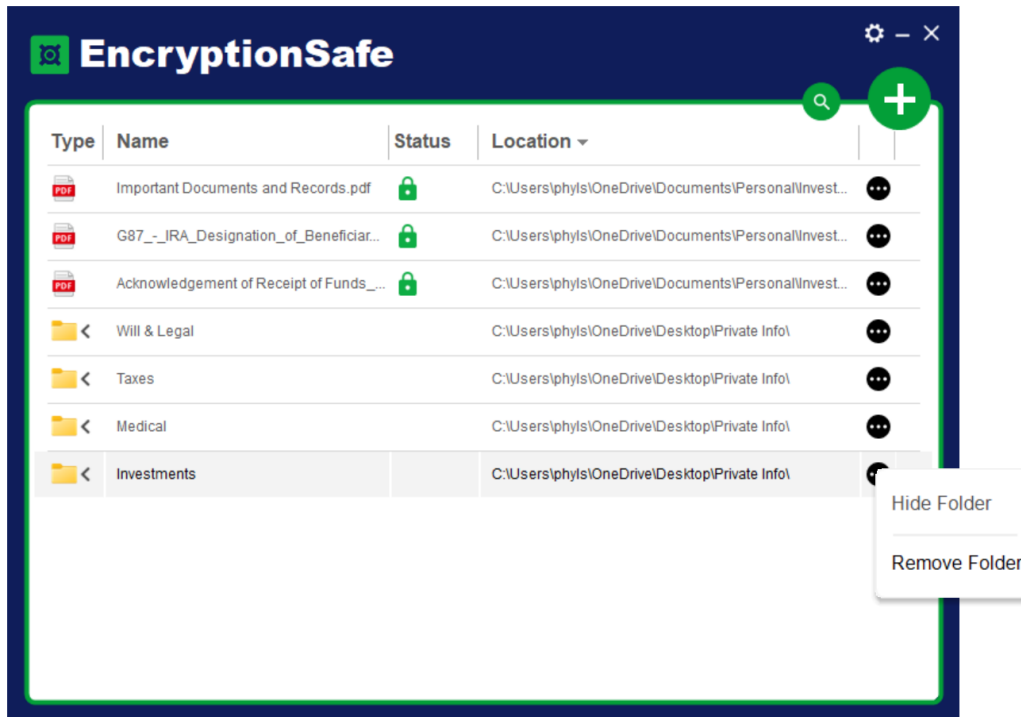 EncryptionSafe
Type Name Status Location
PDF Important Documents and Records.pdf C:\Users\phyls\OneDrive\Documents\Personal\Invest...
PDF G87_-_IRA_Designation_of_Beneficiar... C:\Users\phyls\OneDrive\Documents\Personal\Invest...
PDF Acknowledgement of Receipt of Funds_... C:\Users\phyls\OneDrive\Documents\Personal\Invest...
Will & Legal C:\Users\phyls\OneDrive\Desktop\Private Info\
Taxes C:\Users\phyls\OneDrive\Desktop\Private Info\
Medical C:\Users\phyls\OneDrive\Desktop\Private Info\
Investments C:\Users\phyls\OneDrive\Desktop\Private Info\
Hide Folder
Remove Folder